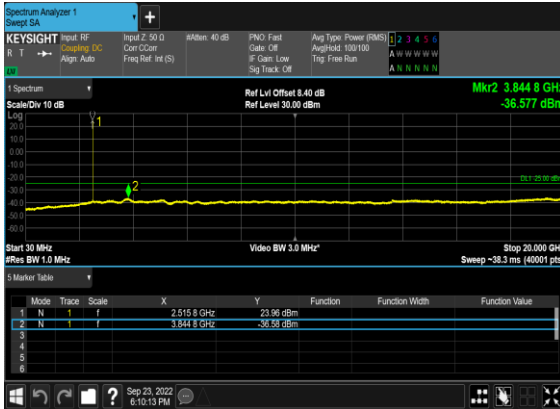 Spectrum Analyzer 1
Swept SA
+
KEYSIGHT Input: RF Input Z: 50 Ω #Atten: 40 dB PNO: Fast Avg Type: Power (RMS) 1 2 3 4 5 6
R T Coupling: DC Corr CCorr Gate: Off Avg|Hold: 100/100 A W W W W W
Align: Auto Freq Ref: Int (S) IF Gain: Low Trig: Free Run
LW Sig Track: Off A N N N N N
1 Spectrum
Scale/Div 10 dB Ref Lvl Offset 8.40 dB Mkr2 3.844 8 GHz
Ref Level 30.00 dBm -36.577 dBm
Log
20.0
10.0
0.00
-10.0
-20.0
-30.0
-40.0
-50.0
-60.0
1
2
DL1 -25.00 dBm
Start 30 MHz Video BW 3.0 MHz* Stop 20.000 GH
#Res BW 1.0 MHz Sweep ~38.3 ms (40001 pts
5 Marker Table
Mode Trace Scale X Y Function Function Width Function Value
1 N 1 f 2.515 8 GHz 23.96 dBm
2 N 1 f 3.844 8 GHz -36.58 dBm
3
4
5
6
? Sep 23, 2022
6:10:13 PM